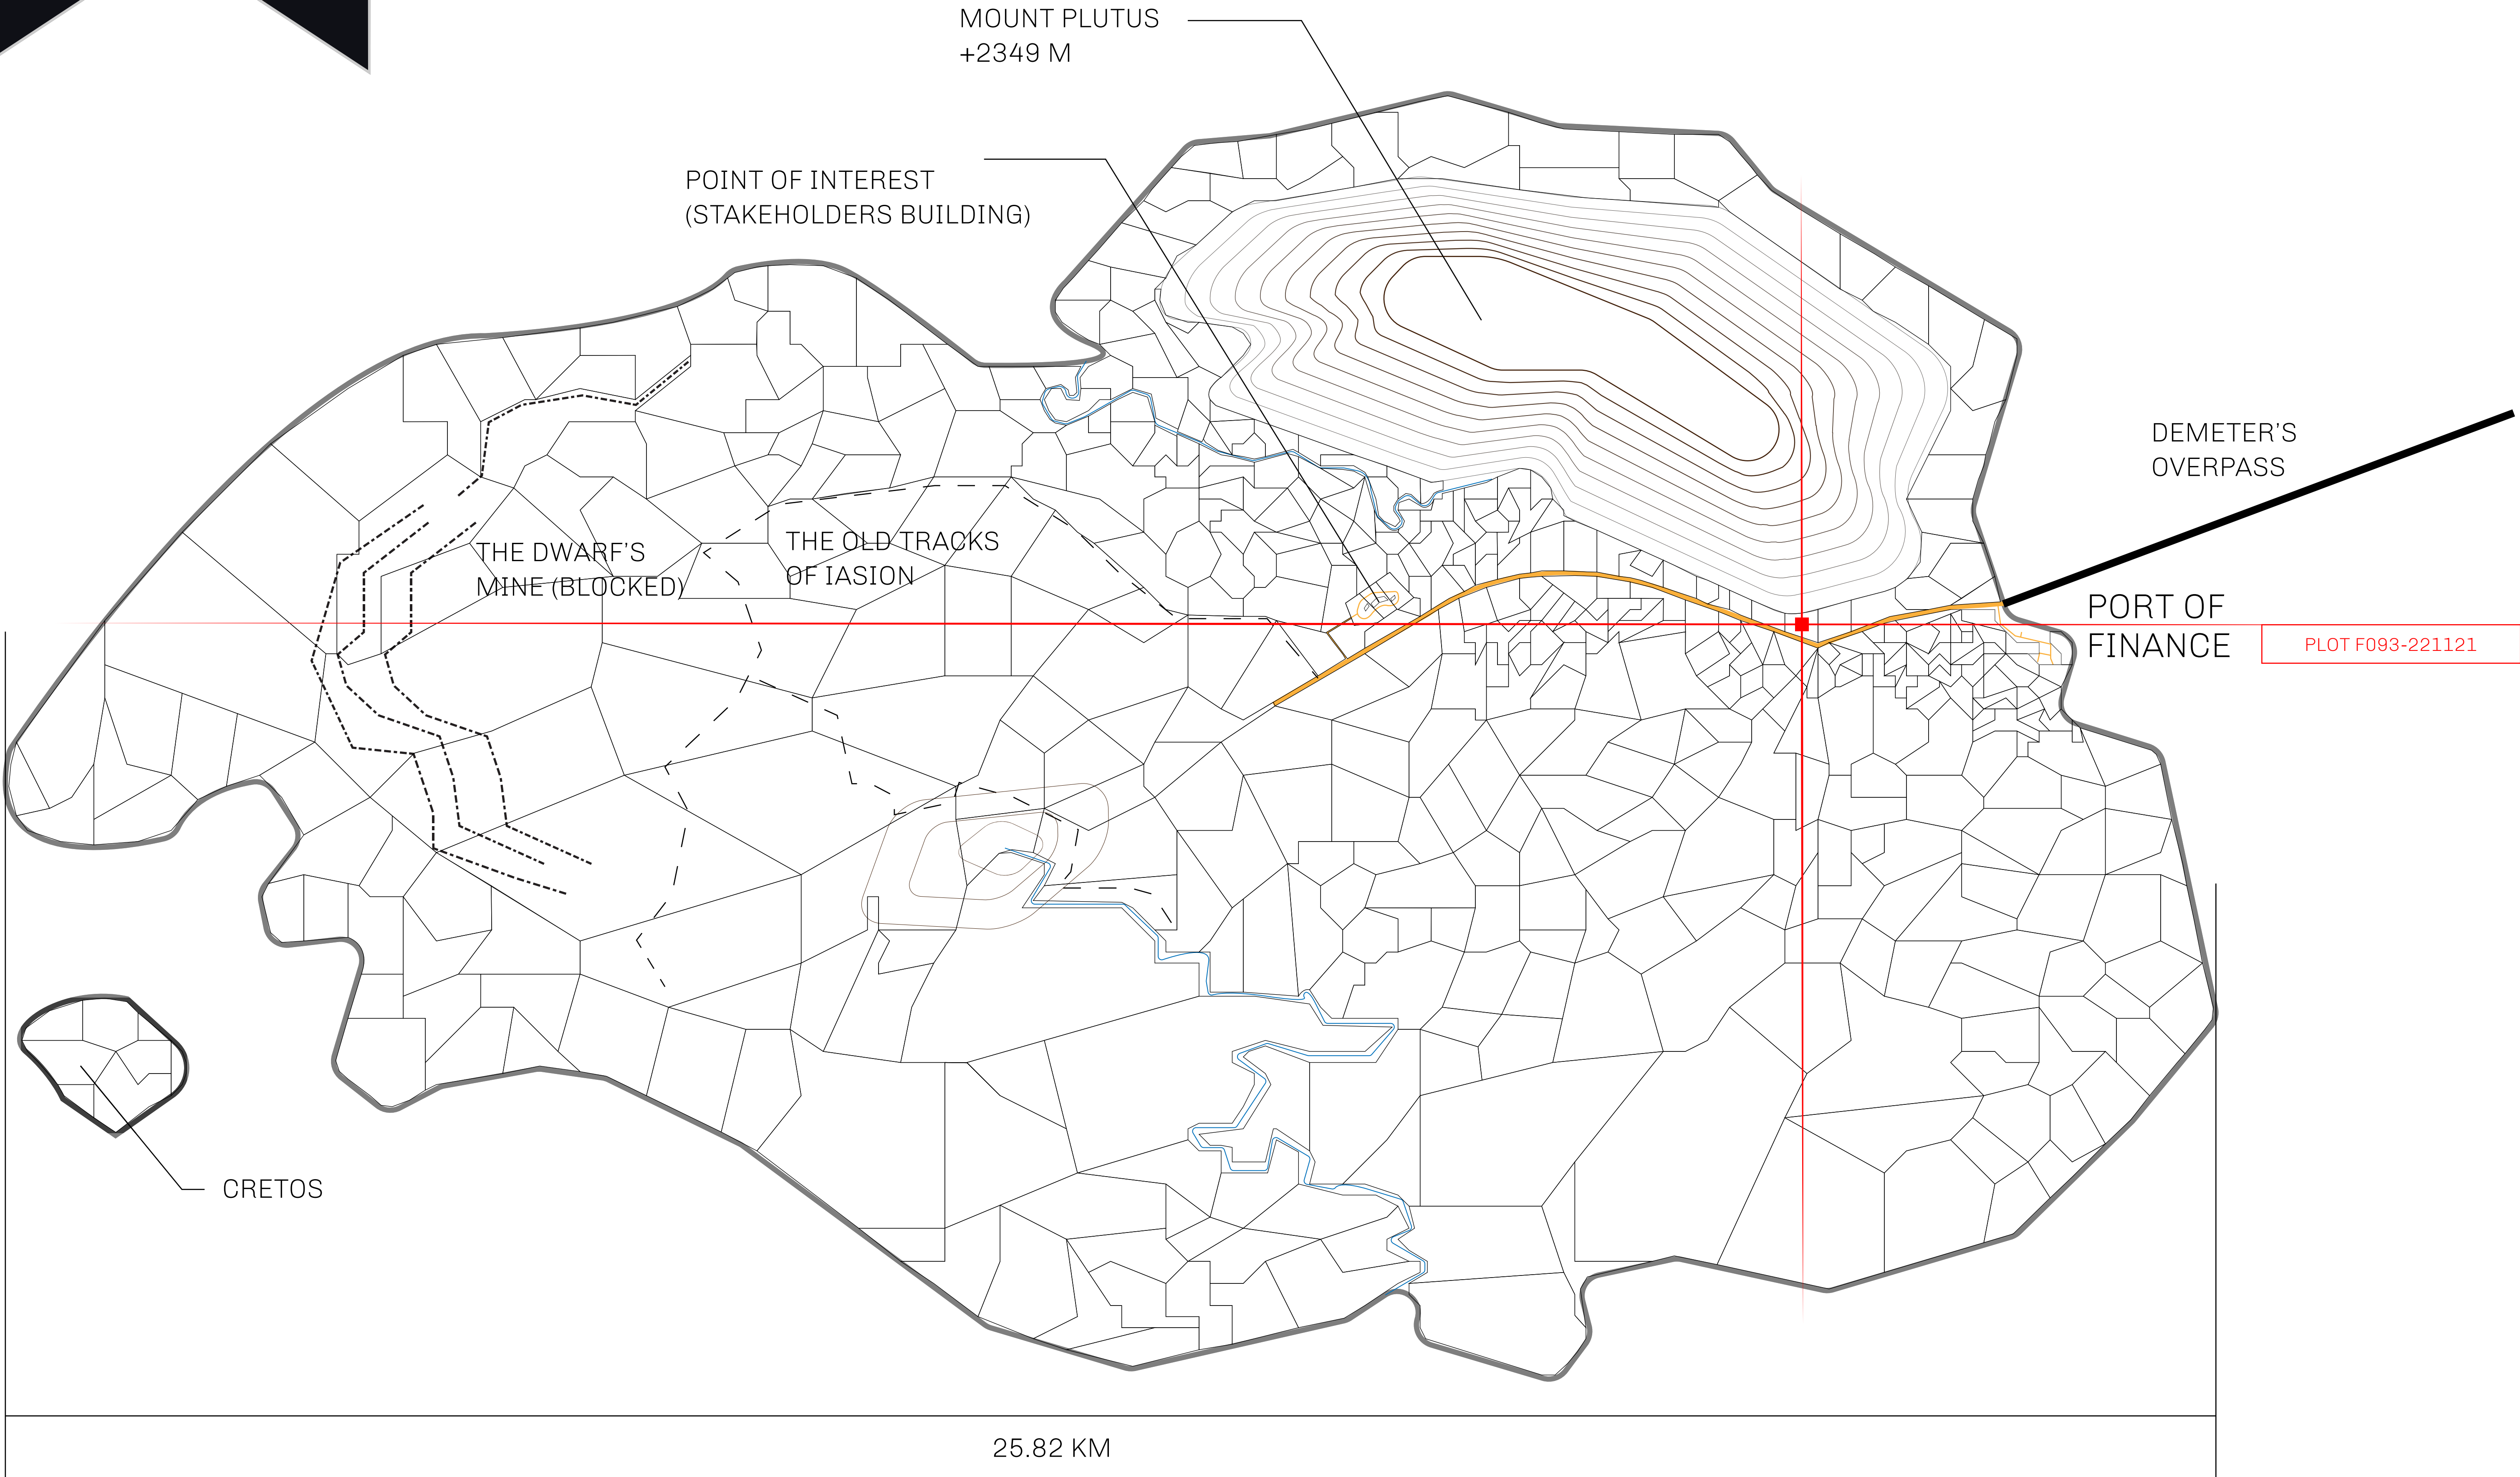 MOUNT PLUTUS
+2349 M
POINT OF INTEREST
(STAKEHOLDERS BUILDING)
DEMETER'S
OVERPASS
THE DWARF'S
MINE (BLOCKED)
THE OLD TRACKS
OF IASION
PORT OF
FINANCE
PLOT F093-221121
CRETOS
25.82 KM